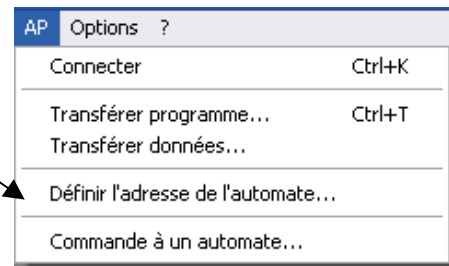 AP Options ?
Connecter Ctrl+K
Transférer programme... Ctrl+T
Transférer données...
Définir l'adresse de l'automate...
Commande à un automate...